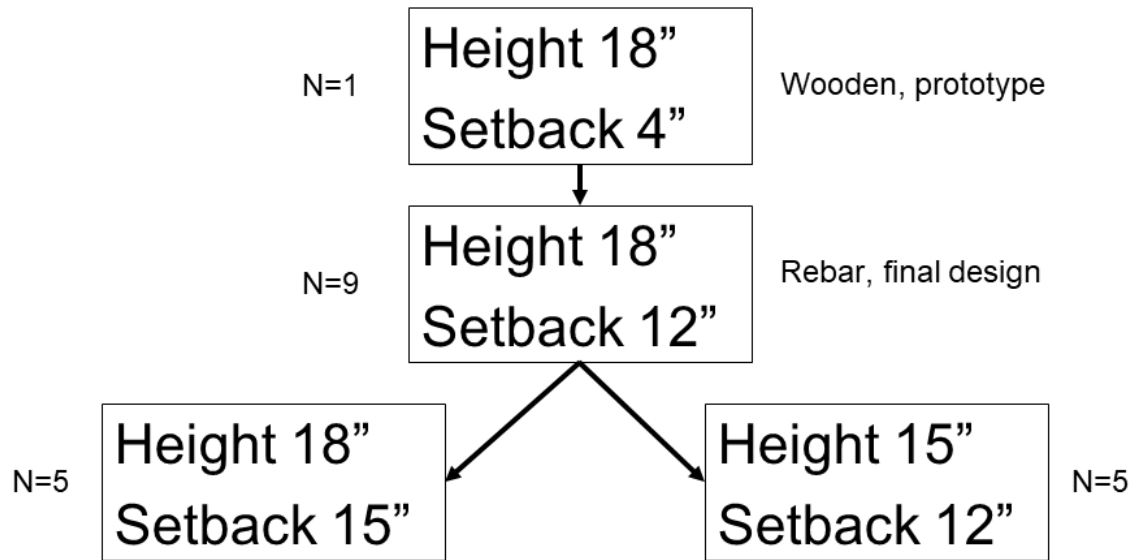 Height 18”
N=1
Wooden, prototype
Setback 4”
Height 18”
N=9
Rebar, final design
Setback 12”
Height 18”
N=5
Setback 15”
Height 15”
N=5
Setback 12”